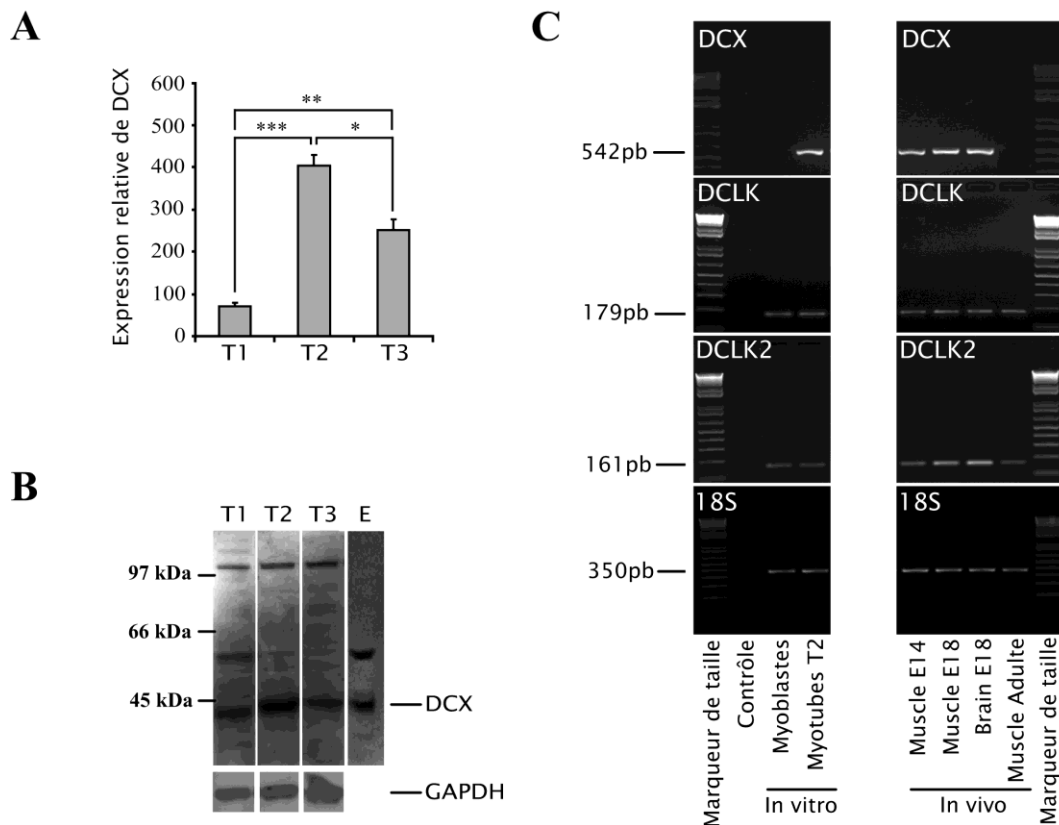 A
Expression relative de DCX
600
500
400
300
200
100
0
**
***
*
T1 T2 T3
B
T1 T2 T3 E
97 kDa
66 kDa
45 kDa
DCX
GAPDH
C
DCX DCX
542pb
DCLK DCLK
179pb
DCLK2 DCLK2
161pb
18S 18S
350pb
Marqueur de taille
Contrôle
Myoblastes
Myotubes T2
In vitro
Muscle E14
Muscle E18
Brain E18
Muscle Adulte
Marqueur de taille
In vivo